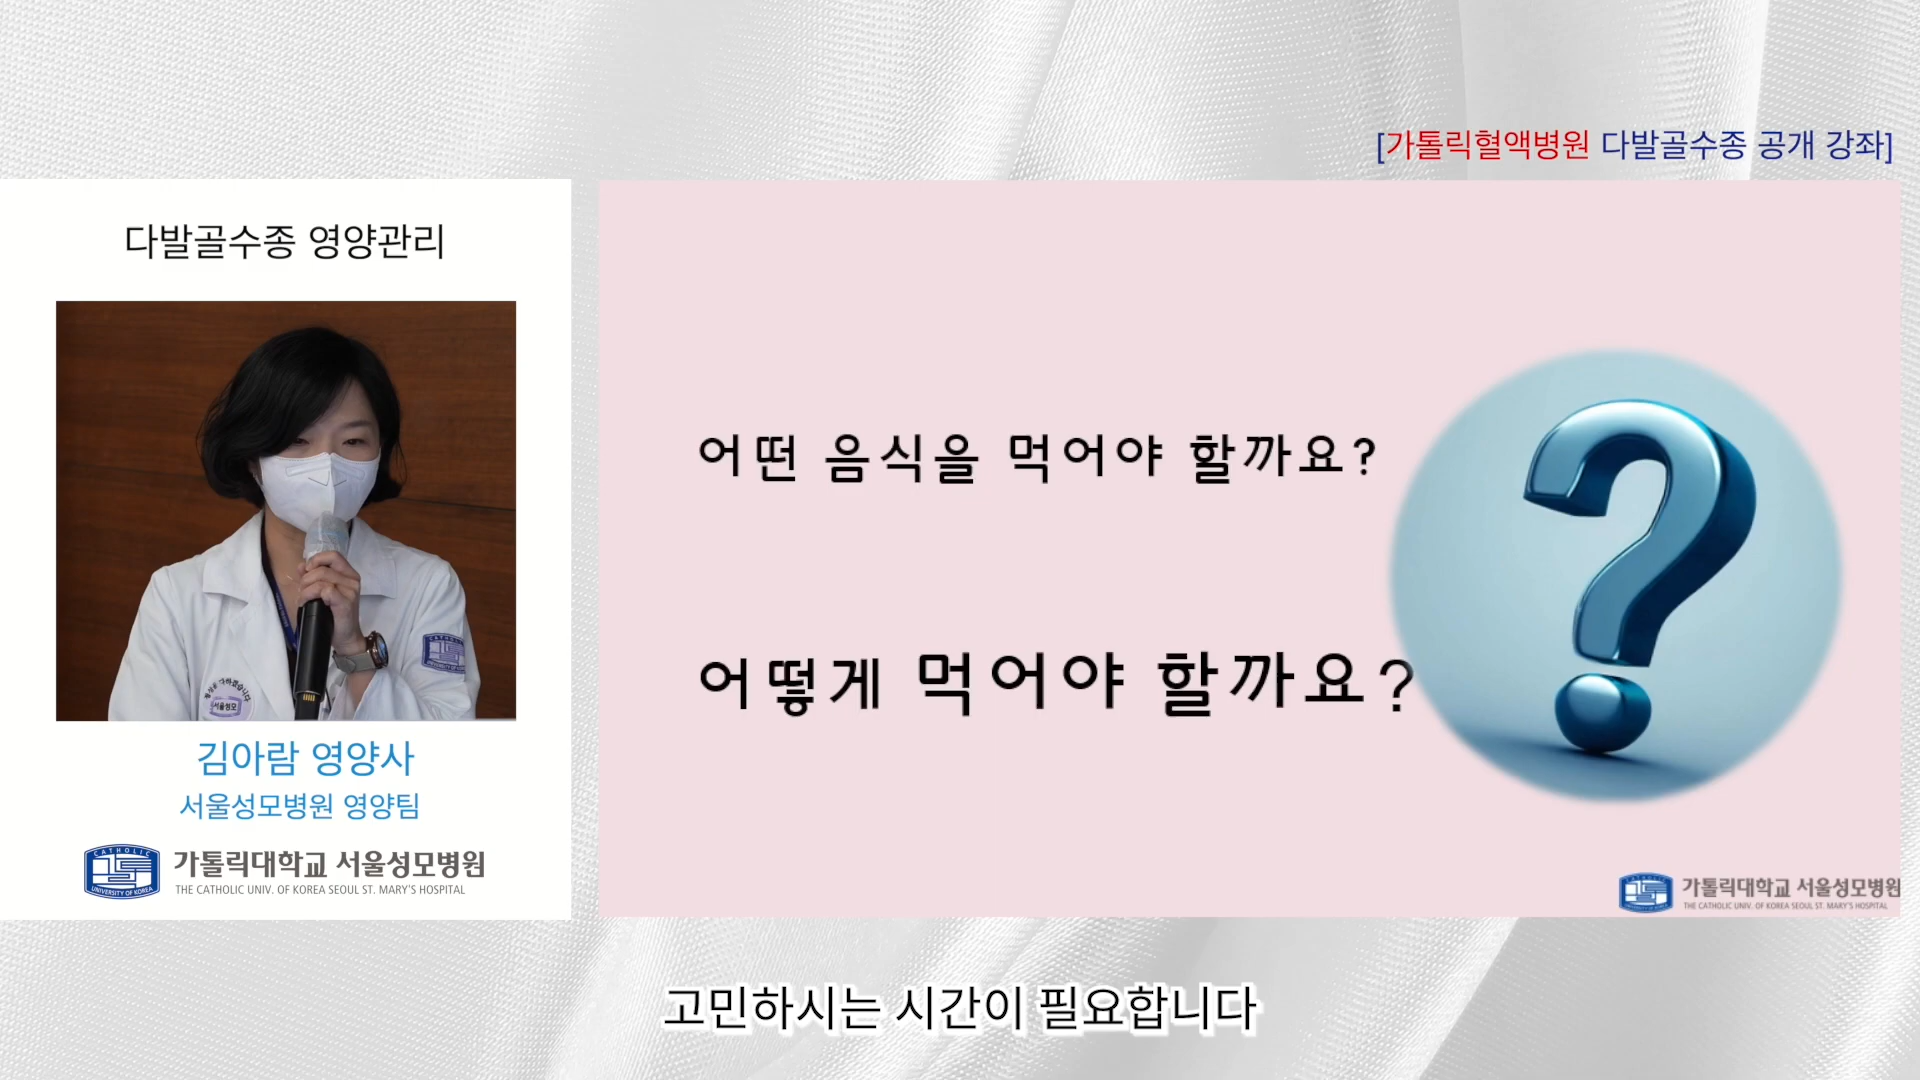 [가톨릭혈액병원 다발골수종 공개 강좌]
다발골수종 영양관리
김아람 영양사
서울성모병원 영양팀
CATHOLIC
UNIVERSITY OF KOREA
가톨릭대학교 서울성모병원
THE CATHOLIC UNIV. OF KOREA SEOUL ST. MARY'S HOSPITAL
어떤 음식을 먹어야 할까요?
어떻게 먹어야 할까요?
가톨릭대학교 서울성모병원
THE CATHOLIC UNIV. OF KOREA SEOUL ST. MARY'S HOSPITAL
고민하시는 시간이 필요합니다